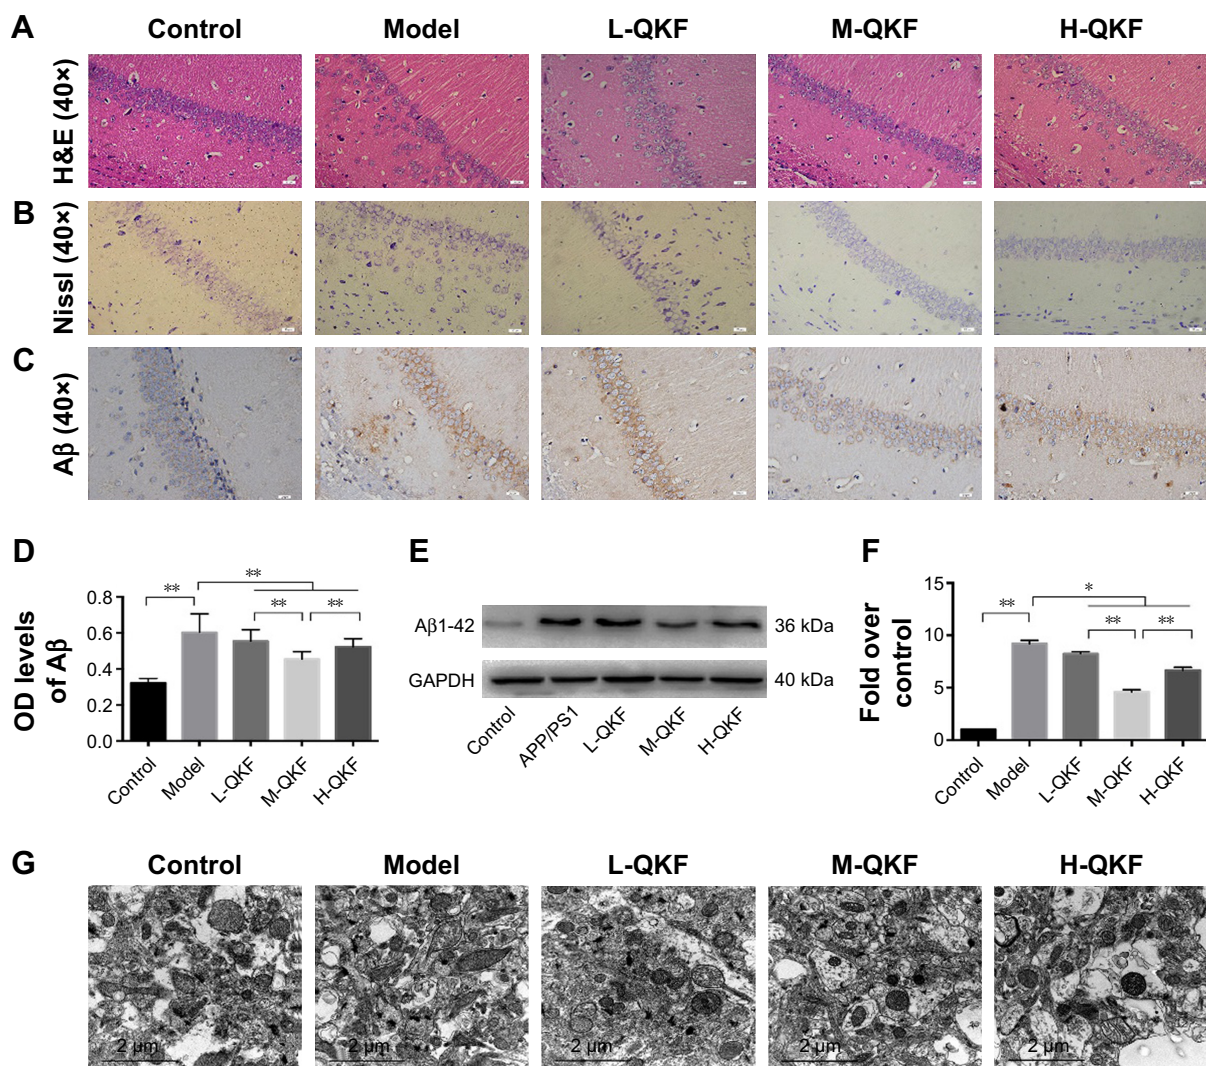 A
Control Model L-QKF M-QKF H-QKF
H&E (40×)
B
Nissl (40×)
C
Aβ (40×)
D
OD levels
of Aβ
0.8
0.6
0.4
0.2
0.0
** ** ** **
Control Model L-QKF M-QKF H-QKF
E
Aβ1-42 36 kDa
GAPDH 40 kDa
Control APP/PS1 L-QKF M-QKF H-QKF
F
Fold over
control
15
10
5
0
** * ** **
Control Model L-QKF M-QKF H-QKF
G
Control Model L-QKF M-QKF H-QKF
2 μm 2 μm 2 μm 2 μm 2 μm